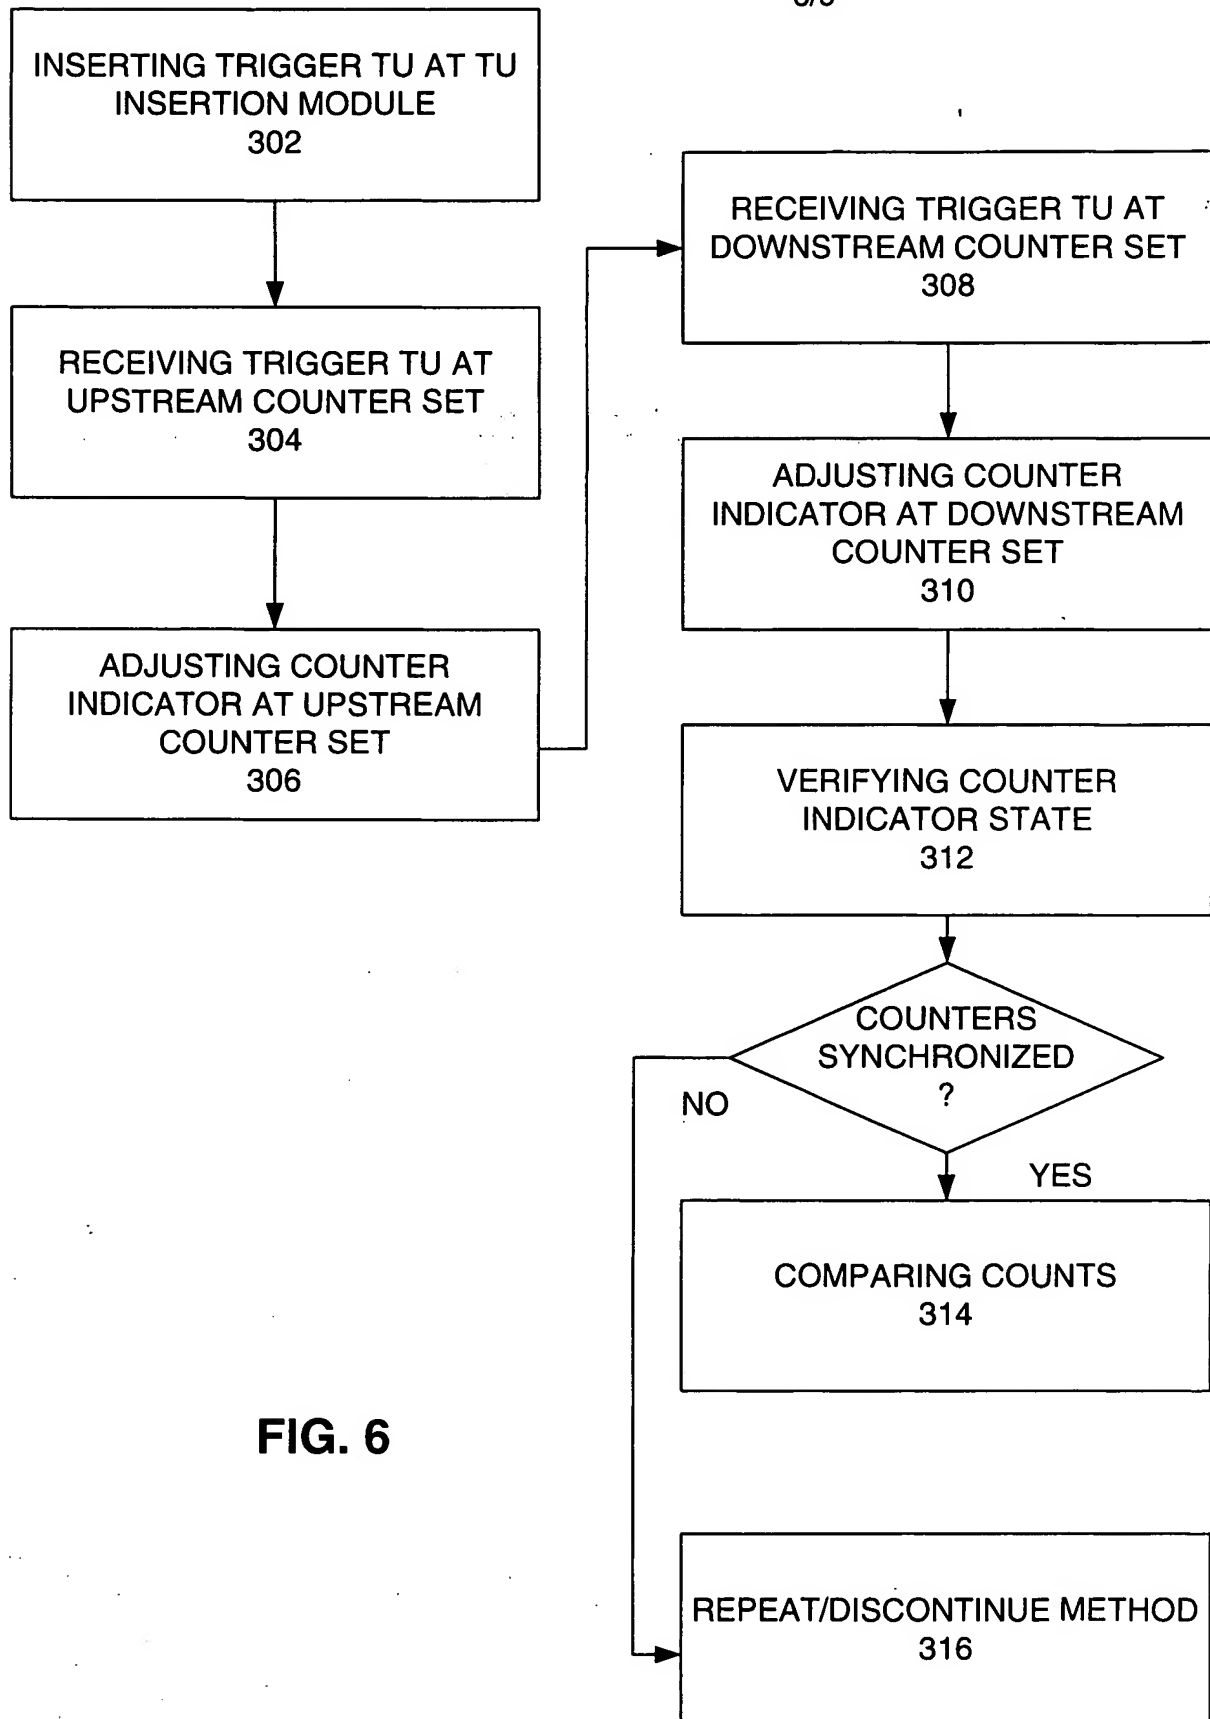 INSERTING TRIGGER TU AT TU
INSERTION MODULE
302
RECEIVING TRIGGER TU AT
UPSTREAM COUNTER SET
304
ADJUSTING COUNTER
INDICATOR AT UPSTREAM
COUNTER SET
306
RECEIVING TRIGGER TU AT
DOWNSTREAM COUNTER SET
308
ADJUSTING COUNTER
INDICATOR AT DOWNSTREAM
COUNTER SET
310
VERIFYING COUNTER
INDICATOR STATE
312
COUNTERS
SYNCHRONIZED
?
NO
YES
COMPARING COUNTS
314
REPEAT/DISCONTINUE METHOD
316
FIG. 6